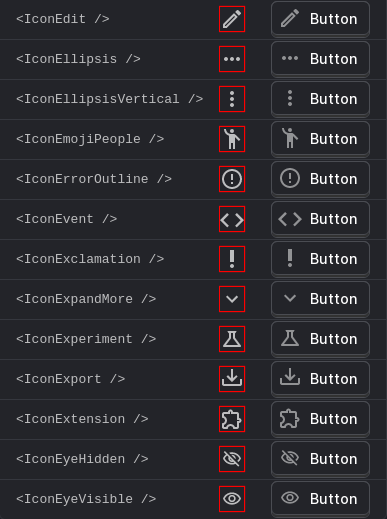 <IconEdit /> Button
<IconEllipsis /> Button
<IconEllipsisVertical /> Button
<IconEmojiPeople /> Button
<IconErrorOutline /> Button
<IconEvent /> Button
<IconExclamation /> Button
<IconExpandMore /> Button
<IconExperiment /> Button
<IconExport /> Button
<IconExtension /> Button
<IconEyeHidden /> Button
<IconEyeVisible /> Button